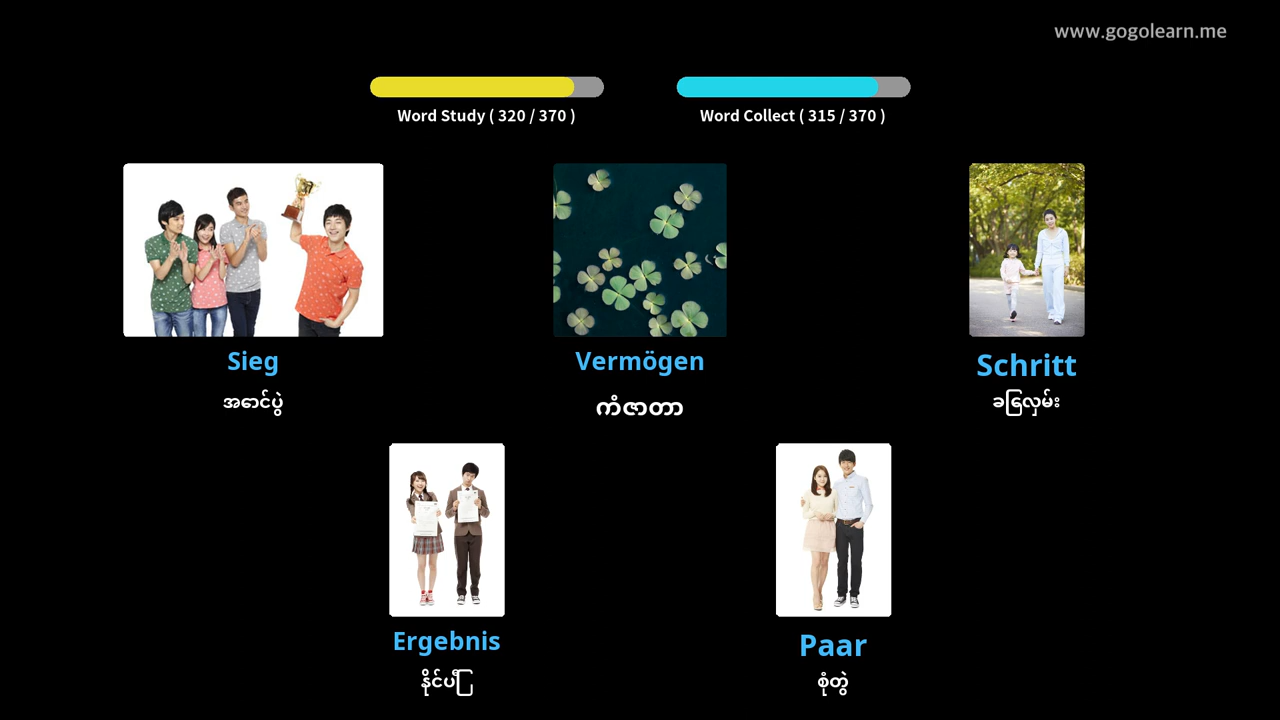 www.gogolearn.me
Word Study ( 320 / 370 )
Word Collect ( 315 / 370 )
Sieg
Vermögen
Schritt
အောင်ပွဲ
ကံဇာတာ
ခြေလှမ်း
Ergebnis
Paar
နိုင်ပြီ
စုံတွဲ